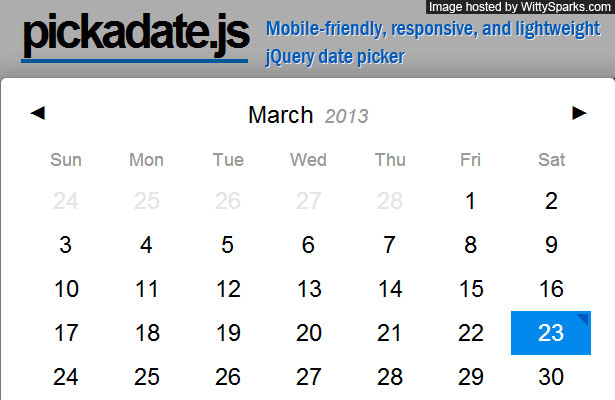 Image hosted by WittySparks.com
pickadate.js
Mobile-friendly, responsive, and lightweight
jQuery date picker
◄ March 2013 ►
Sun Mon Tue Wed Thu Fri Sat
24 25 26 27 28 1 2
3 4 5 6 7 8 9
10 11 12 13 14 15 16
17 18 19 20 21 22 23
24 25 26 27 28 29 30